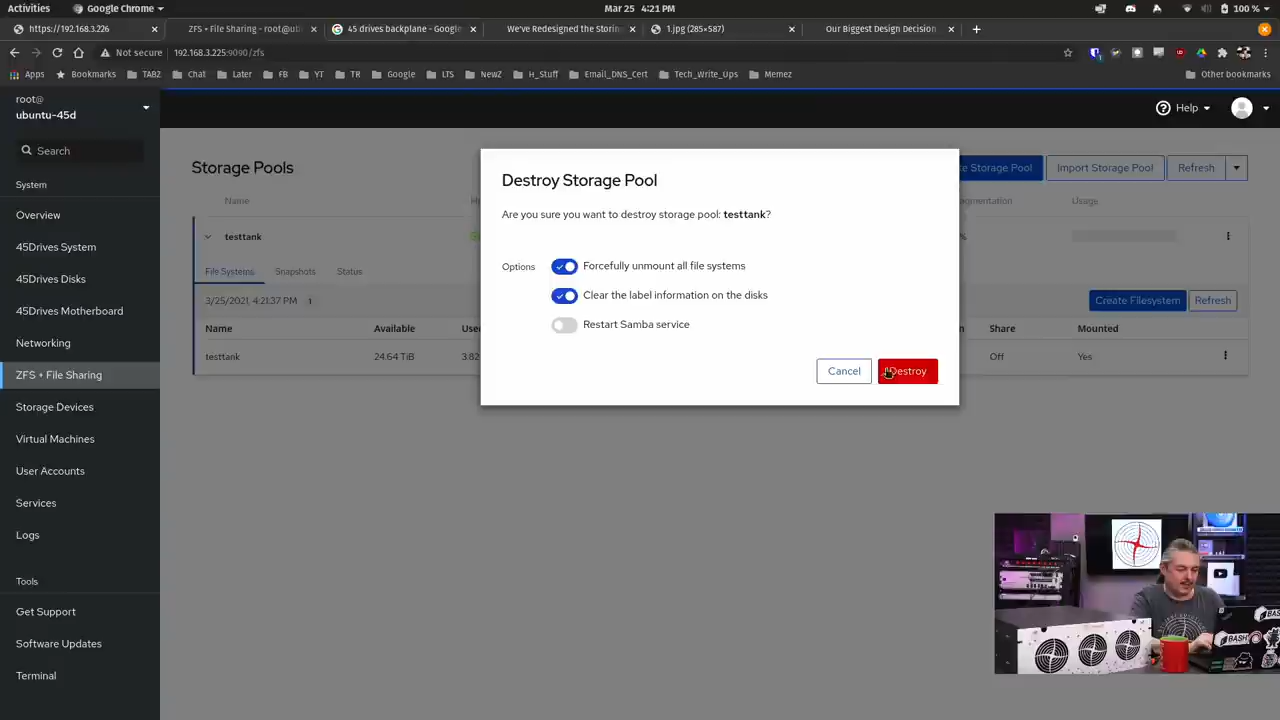 Activities
Google Chrome
Mar 25 4:21 PM
100 %
https://192.168.3.226
ZFS + File Sharing - root@ub
45 drives backplane - Google
We've Redesigned the Storin
1.jpg (285×587)
Our Biggest Design Decision
Not secure
192.168.3.225:9090/zfs
Apps
Bookmarks
TABZ
Chat
Later
FB
YT
TR
Google
LTS
NewZ
H_Stuff
Email_DNS_Cert
Tech_Write_Ups
Memez
Other bookmarks
root@
ubuntu-45d
Help
Search
System
Overview
45Drives System
45Drives Disks
45Drives Motherboard
Networking
ZFS + File Sharing
Storage Devices
Virtual Machines
User Accounts
Services
Logs
Tools
Get Support
Software Updates
Terminal
Storage Pools
te Storage Pool
Import Storage Pool
Refresh
Name
He
gmentation
Usage
testtank
%
File Systems
Snapshots
Status
3/25/2021, 4:21:37 PM
Create Filesystem
Refresh
Name
Available
Used
n
Share
Mounted
testtank
24.64 TiB
3.82
Off
Yes
Destroy Storage Pool
Are you sure you want to destroy storage pool: testtank?
Options
Forcefully unmount all file systems
Clear the label information on the disks
Restart Samba service
Cancel
Destroy
BASH